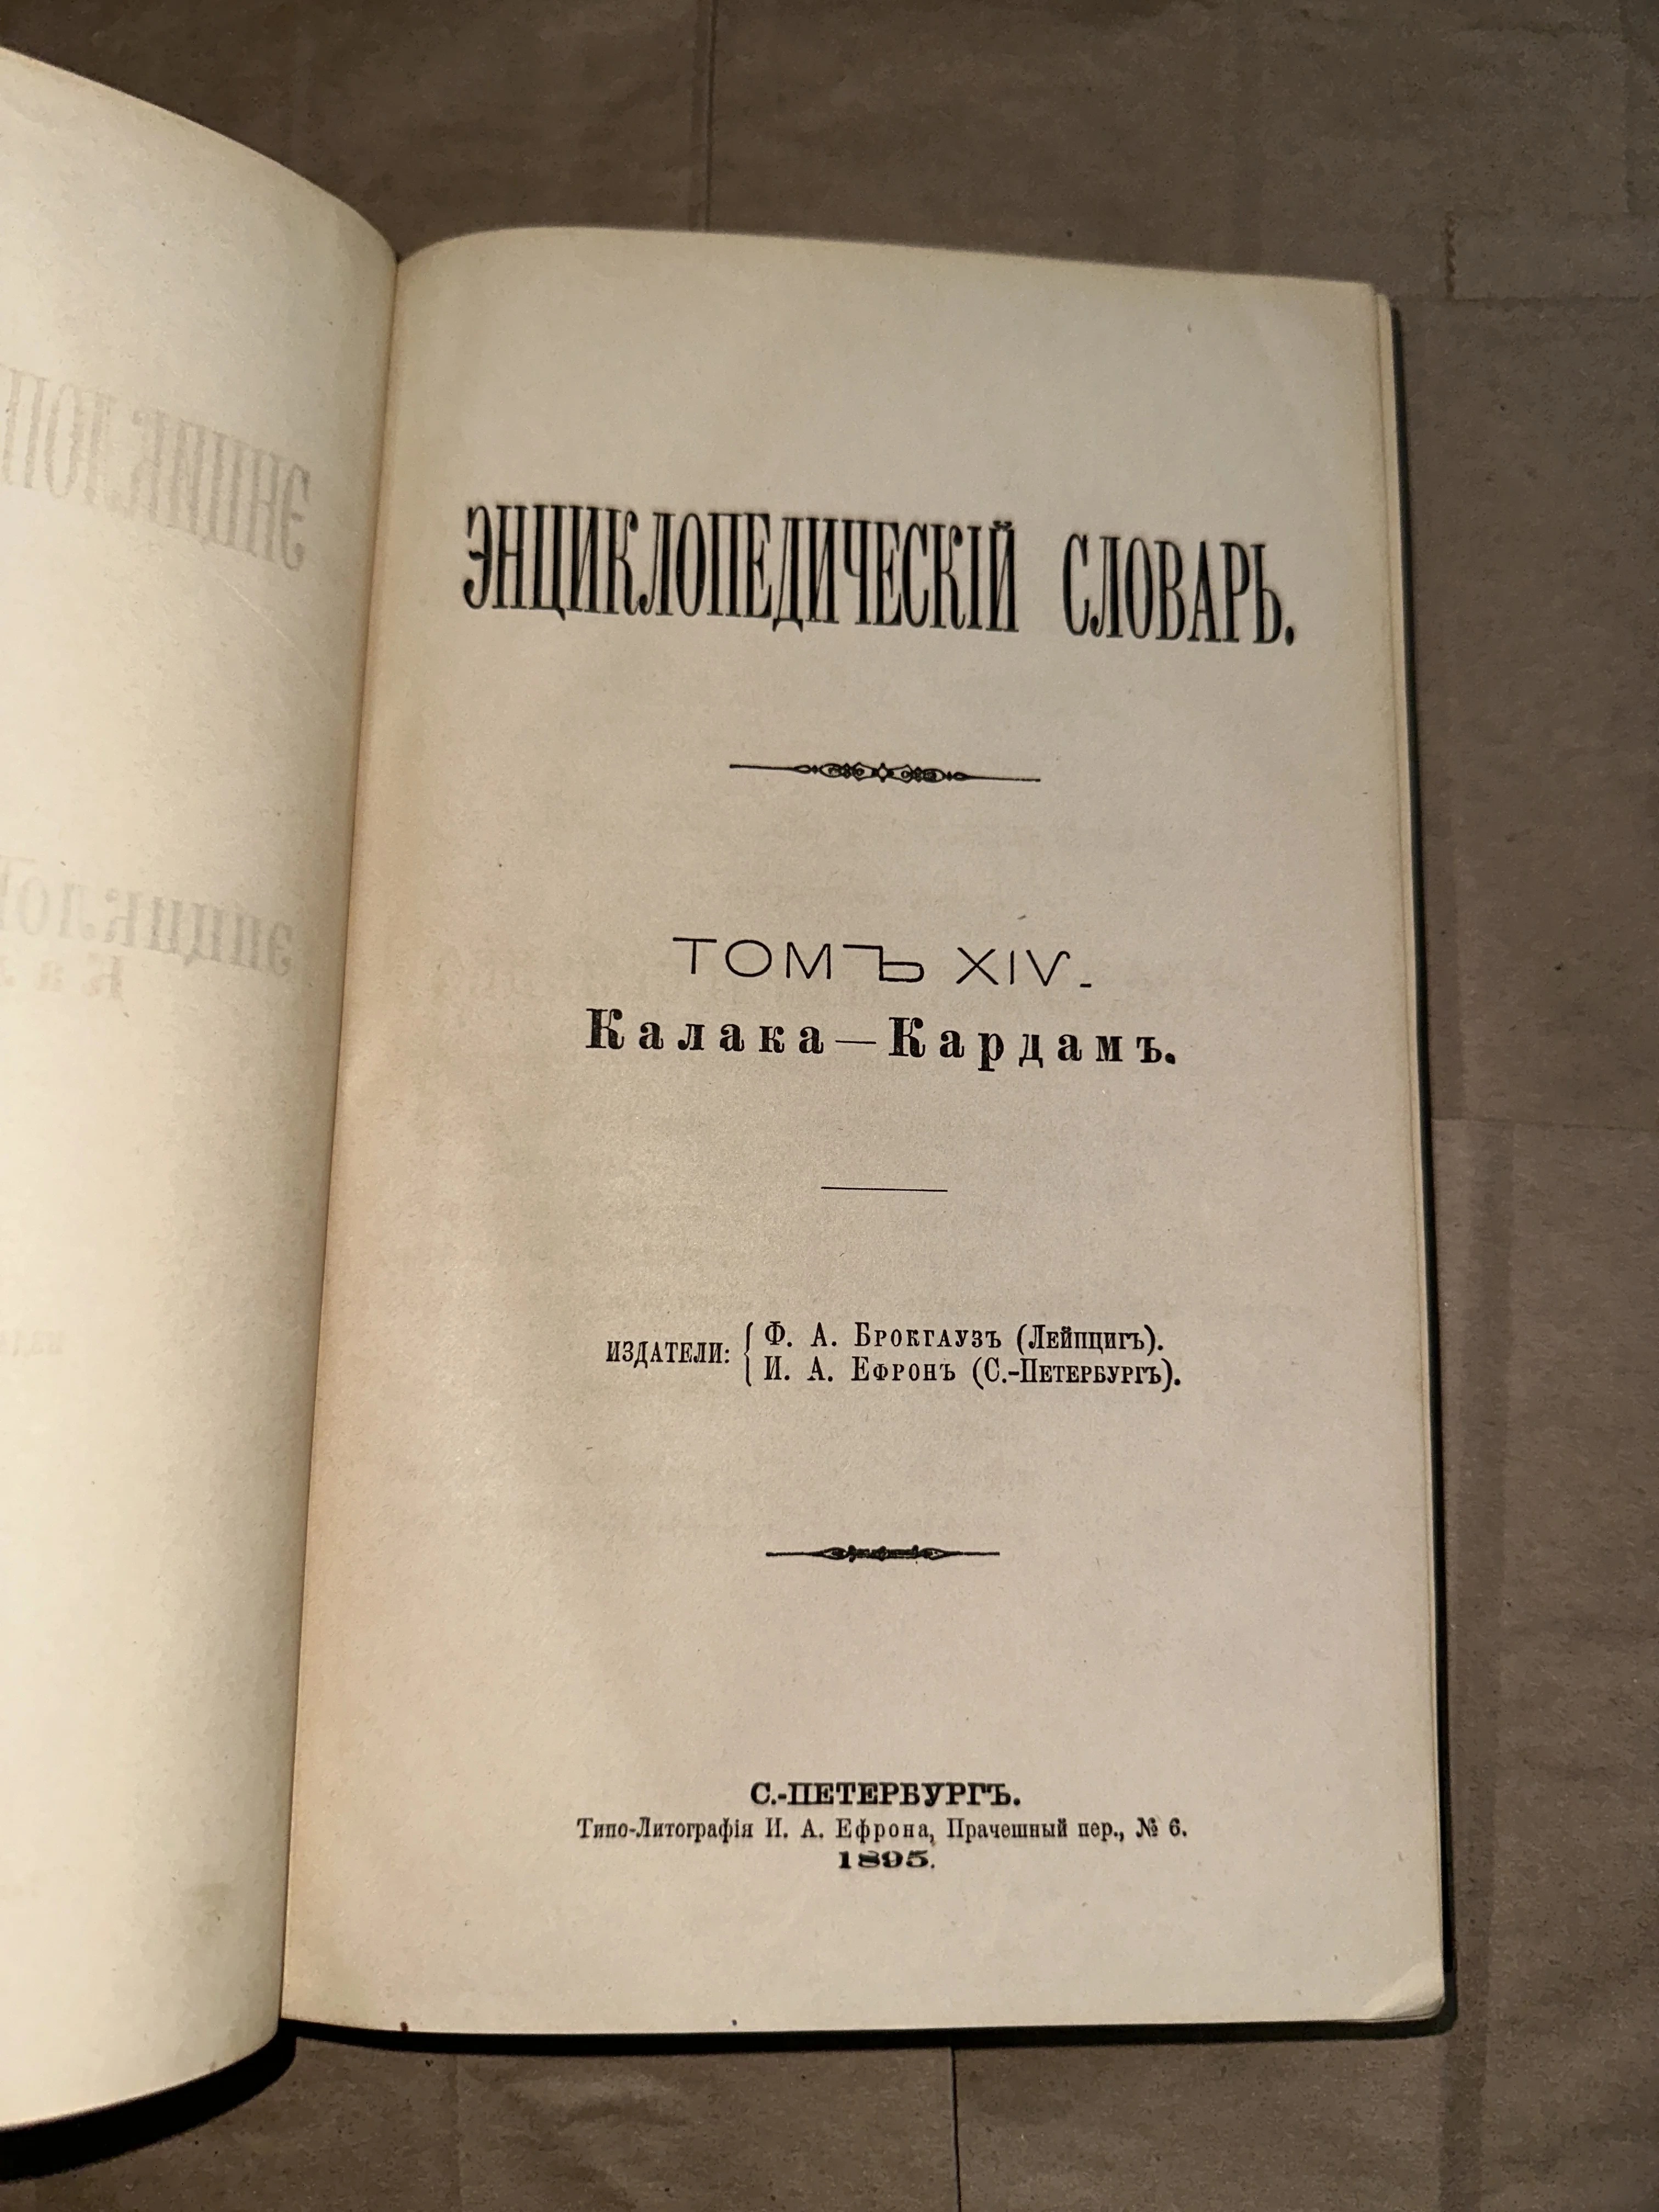 ЭНЦИКЛОПЕДИЧЕСКІЙ СЛОВАРЬ.
ТОМЪ XIV.
Калака—Кардамъ.
ИЗДАТЕЛИ: { Ф. А. БРОКГАУЗЪ (ЛЕЙПЦИГЪ).
И. А. ЕФРОНЪ (С.-ПЕТЕРБУРГЪ).
С.-ПЕТЕРБУРГЪ.
Типо-Литографія И. А. Ефрона, Прачешный пер., № 6.
1895.